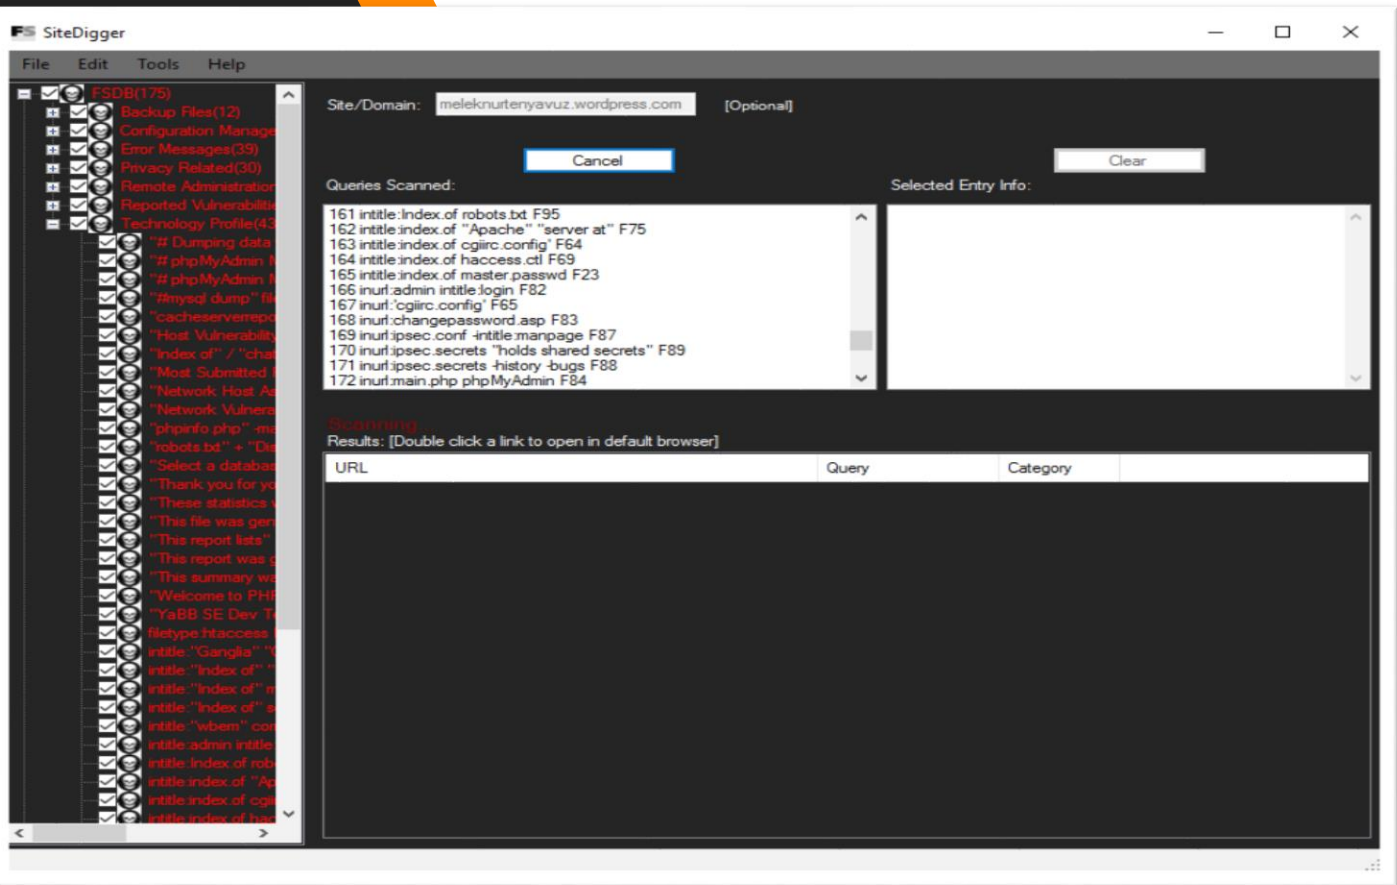 FS SiteDigger
File Edit Tools Help
FSDB(175)
Backup Files(12)
Configuration Manage
Error Messages(39)
Privacy Related(30)
Remote Administration
Reported Vulnerabilitie
Technology Profile(43
"# Dumping data
"# phpMyAdmin M
"# phpMyAdmin M
"#mysql dump" file
"cacheserverrepo
"Host Vulnerability
"Index of" / "chat
"Most Submitted
"Network Host As
"Network Vulnera
"phpinfo.php" -ma
"robots.txt" + "Dis
"Select a databas
"Thank you for yo
"These statistics w
"This file was gen
"This report lists"
"This report was g
"This summary wa
"Welcome to PHP
"YaBB SE Dev Te
filetype:htaccess
intitle:"Ganglia" "C
intitle:"Index of" "
intitle:"Index of" m
intitle:"Index of" s
intitle:"wbem" com
intitle:admin intitle:
intitle:Index.of robo
intitle:index.of "Ap
intitle:index.of cgiir
intitle:index.of hac
Site/Domain: meleknurtenyavuz.wordpress.com [Optional]
Cancel
Clear
Queries Scanned:
161 intitle:Index.of robots.txt F95
162 intitle:index.of "Apache" "server at" F75
163 intitle:index.of cgiirc.config' F64
164 intitle:index.of haccess.ctl F69
165 intitle:index.of master.passwd F23
166 inurl:admin intitle:login F82
167 inurl:'cgiirc.config' F65
168 inurl:changepassword.asp F83
169 inurl:ipsec.conf -intitle:manpage F87
170 inurl:ipsec.secrets "holds shared secrets" F89
171 inurl:ipsec.secrets -history -bugs F88
172 inurl:main.php phpMyAdmin F84
Selected Entry Info:
Scanning...
Results: [Double click a link to open in default browser]
URL Query Category